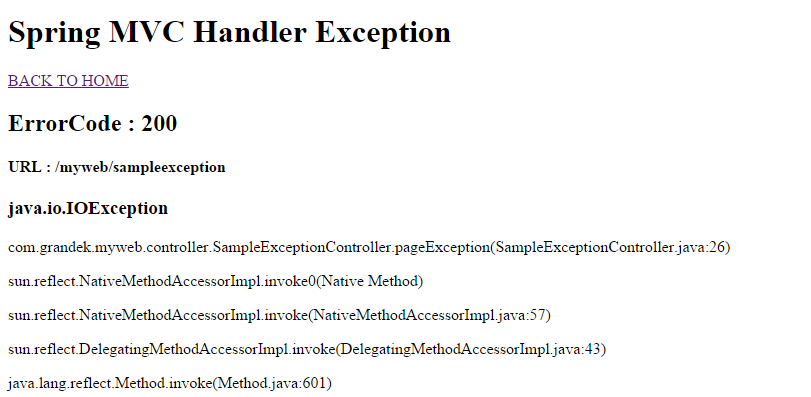 Spring MVC Handler Exception
BACK TO HOME
ErrorCode : 200
URL : /myweb/sampleexception
java.io.IOException
com.grandek.myweb.controller.SampleExceptionController.pageException(SampleExceptionController.java:26)
sun.reflect.NativeMethodAccessorImpl.invoke0(Native Method)
sun.reflect.NativeMethodAccessorImpl.invoke(NativeMethodAccessorImpl.java:57)
sun.reflect.DelegatingMethodAccessorImpl.invoke(DelegatingMethodAccessorImpl.java:43)
java.lang.reflect.Method.invoke(Method.java:601)